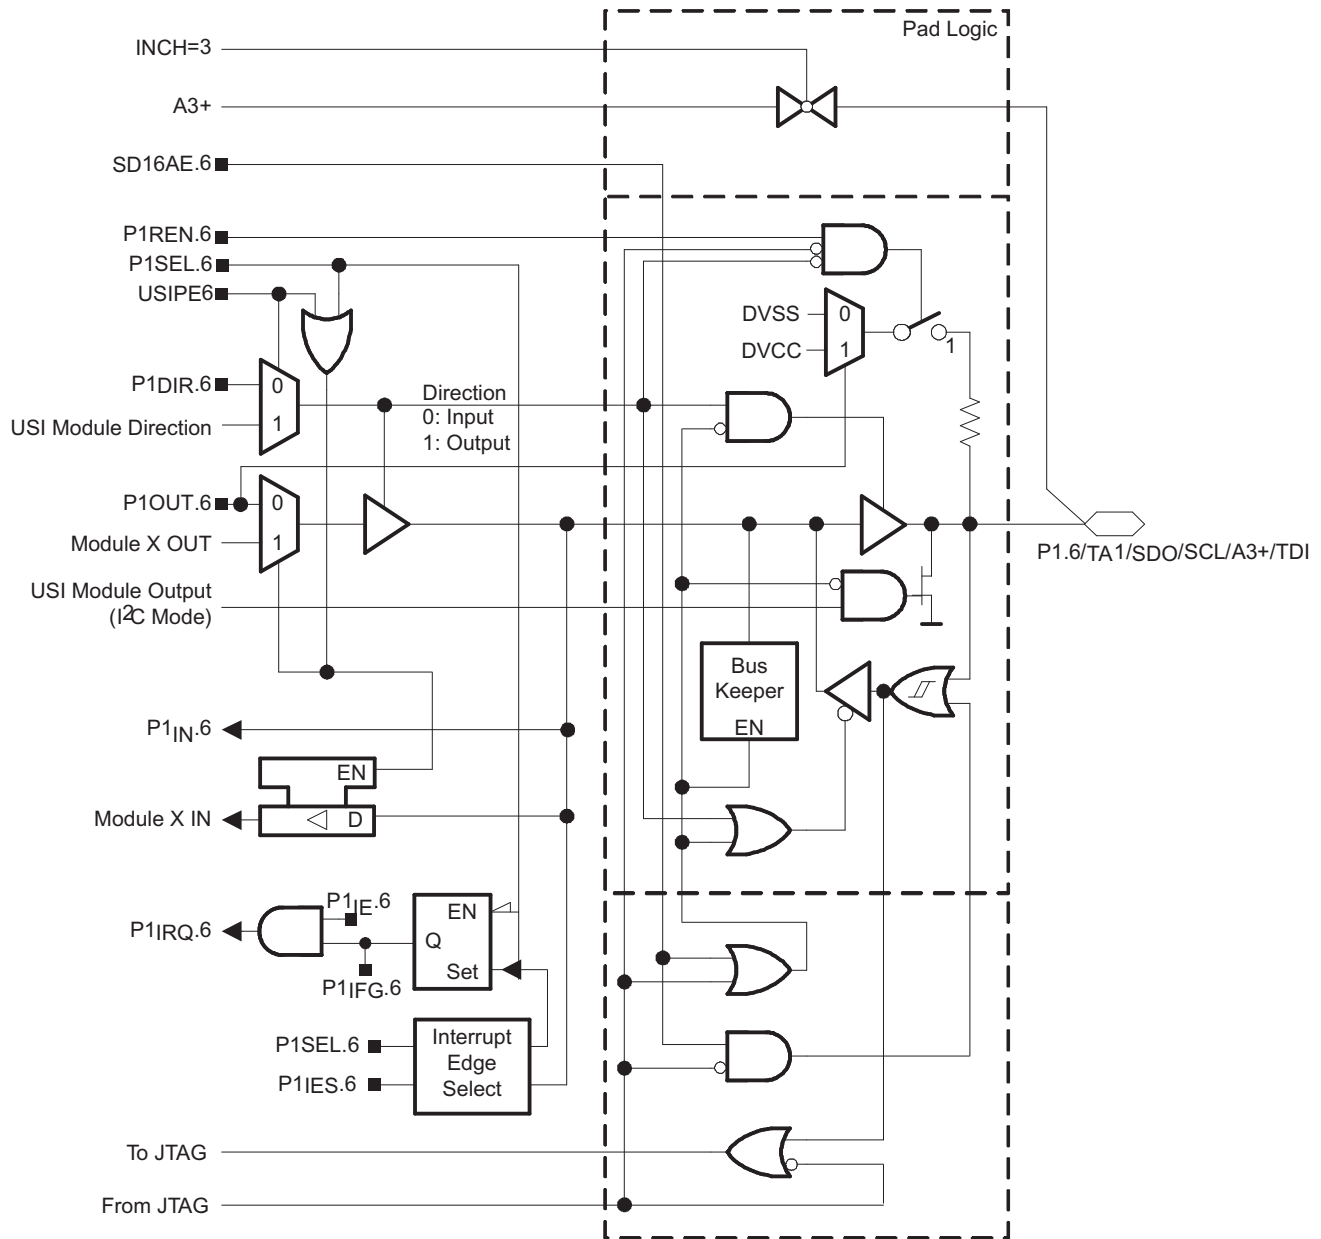 Pad Logic
INCH=3
A3+
SD16AE.6
P1REN.6
P1SEL.6
USIPE6
DVSS
0
DVCC
1
1
P1DIR.6
0
USI Module Direction
1
Direction
0: Input
1: Output
P1OUT.6
0
Module X OUT
1
P1.6/TA1/SDO/SCL/A3+/TDI
USI Module Output
(I2C Mode)
Bus
Keeper
EN
P1IN.6
EN
Module X IN
D
P1IE.6
P1IRQ.6
EN
Q
Set
P1IFG.6
P1SEL.6
P1IES.6
Interrupt
Edge
Select
To JTAG
From JTAG